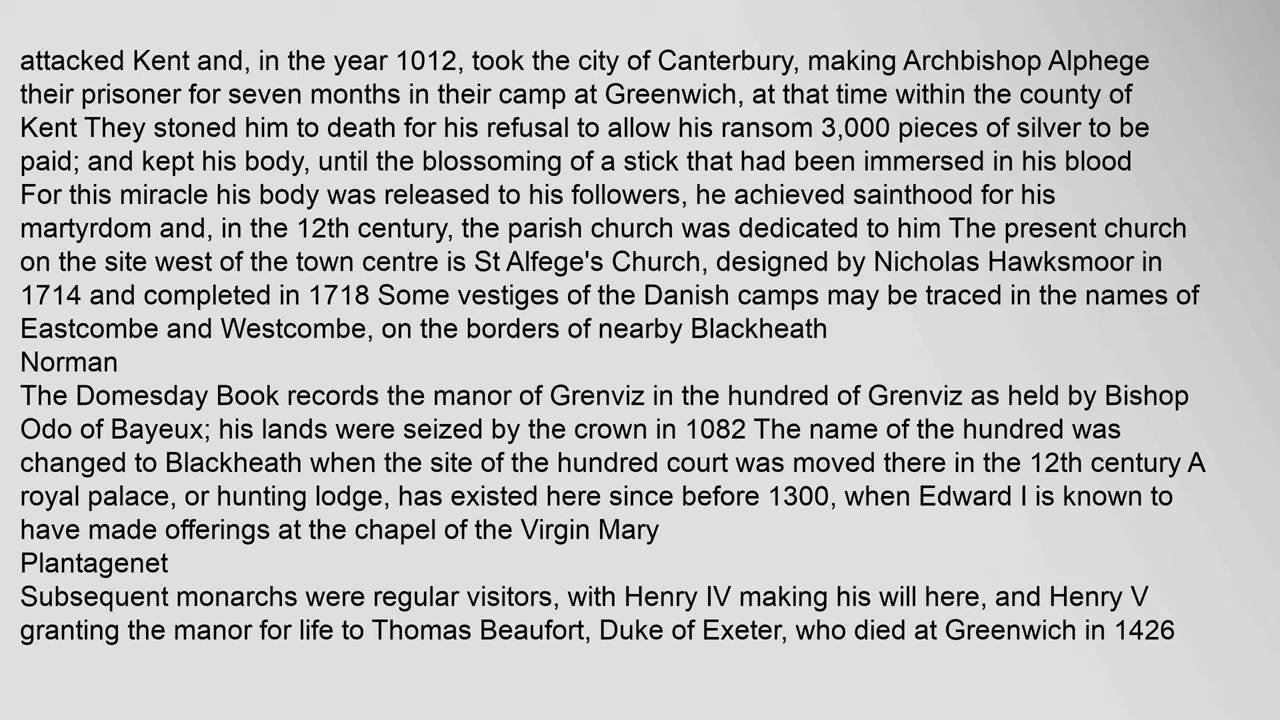 attacked Kent and, in the year 1012, took the city of Canterbury, making Archbishop Alphege
their prisoner for seven months in their camp at Greenwich, at that time within the county of
Kent They stoned him to death for his refusal to allow his ransom 3,000 pieces of silver to be
paid; and kept his body, until the blossoming of a stick that had been immersed in his blood
For this miracle his body was released to his followers, he achieved sainthood for his
martyrdom and, in the 12th century, the parish church was dedicated to him The present church
on the site west of the town centre is St Alfege's Church, designed by Nicholas Hawksmoor in
1714 and completed in 1718 Some vestiges of the Danish camps may be traced in the names of
Eastcombe and Westcombe, on the borders of nearby Blackheath
Norman
The Domesday Book records the manor of Grenviz in the hundred of Grenviz as held by Bishop
Odo of Bayeux; his lands were seized by the crown in 1082 The name of the hundred was
changed to Blackheath when the site of the hundred court was moved there in the 12th century A
royal palace, or hunting lodge, has existed here since before 1300, when Edward I is known to
have made offerings at the chapel of the Virgin Mary
Plantagenet
Subsequent monarchs were regular visitors, with Henry IV making his will here, and Henry V
granting the manor for life to Thomas Beaufort, Duke of Exeter, who died at Greenwich in 1426